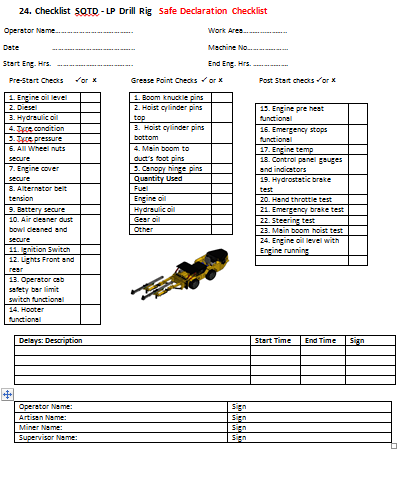 24. Checklist SQTD - LP Drill Rig Safe Declaration Checklist
Operator Name................................ Work Area..............................
Date ................................ Machine No................
Start Eng. Hrs. ................................ End Eng. Hrs. ................
Pre-Start Checks ✓or x
Grease Point Checks ✓ or x
Post Start checks ✓or x
1. Engine oil level
2. Diesel
3. Hydraulic oil
4. Tyre condition
5. Tyre pressure
6. All Wheel nuts
secure
7. Engine cover
secure
8. Alternator belt
tension
9. Battery secure
10. Air cleaner dust
bowl cleaned and
secure
11. Ignition Switch
12. Lights Front and
rear
13. Operator cab
safety bar limit
switch functional
14. Hooter
functional
1. Boom knuckle pins
2. Hoist cylinder pins
top
3. Hoist cylinder pins
bottom
4. Main boom to
duct's foot pins
5. Canopy hinge pins
Quantity Used
Fuel
Engine oil
Hydraulic oil
Gear oil
Other
15. Engine pre heat
functional
16. Emergency stops
functional
17. Engine temp
18. Control panel gauges
and indicators
19. Hydrostatic brake
test
20. Hand throttle test
21. Emergency brake test
22. Steering test
23. Main boom hoist test
24. Engine oil level with
Engine running
Delays: Description Start Time End Time Sign
Operator Name: Sign
Artisan Name: Sign
Miner Name: Sign
Supervisor Name: Sign